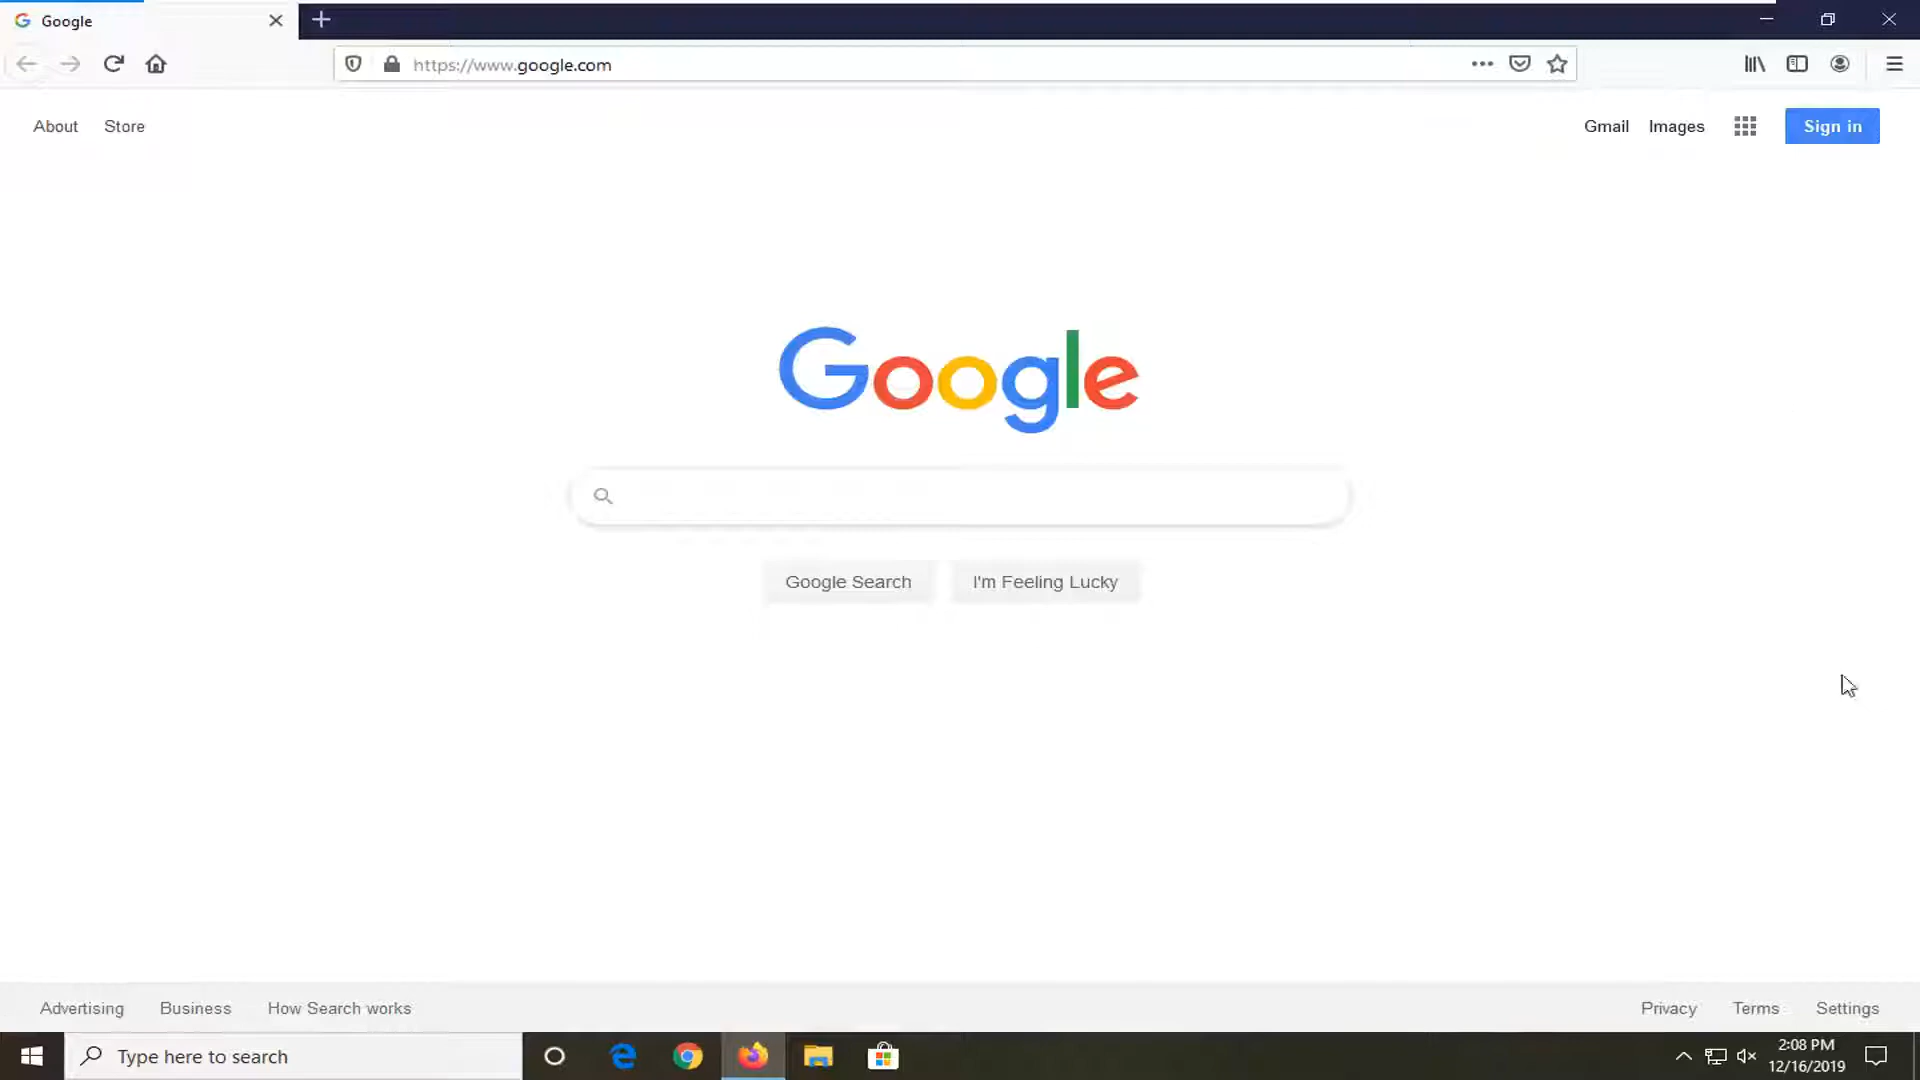 Google
https://www.google.com
About Store
Gmail Images Sign in
Google
Google Search I'm Feeling Lucky
Advertising Business How Search works
Privacy Terms Settings
Type here to search
2:08 PM
12/16/2019